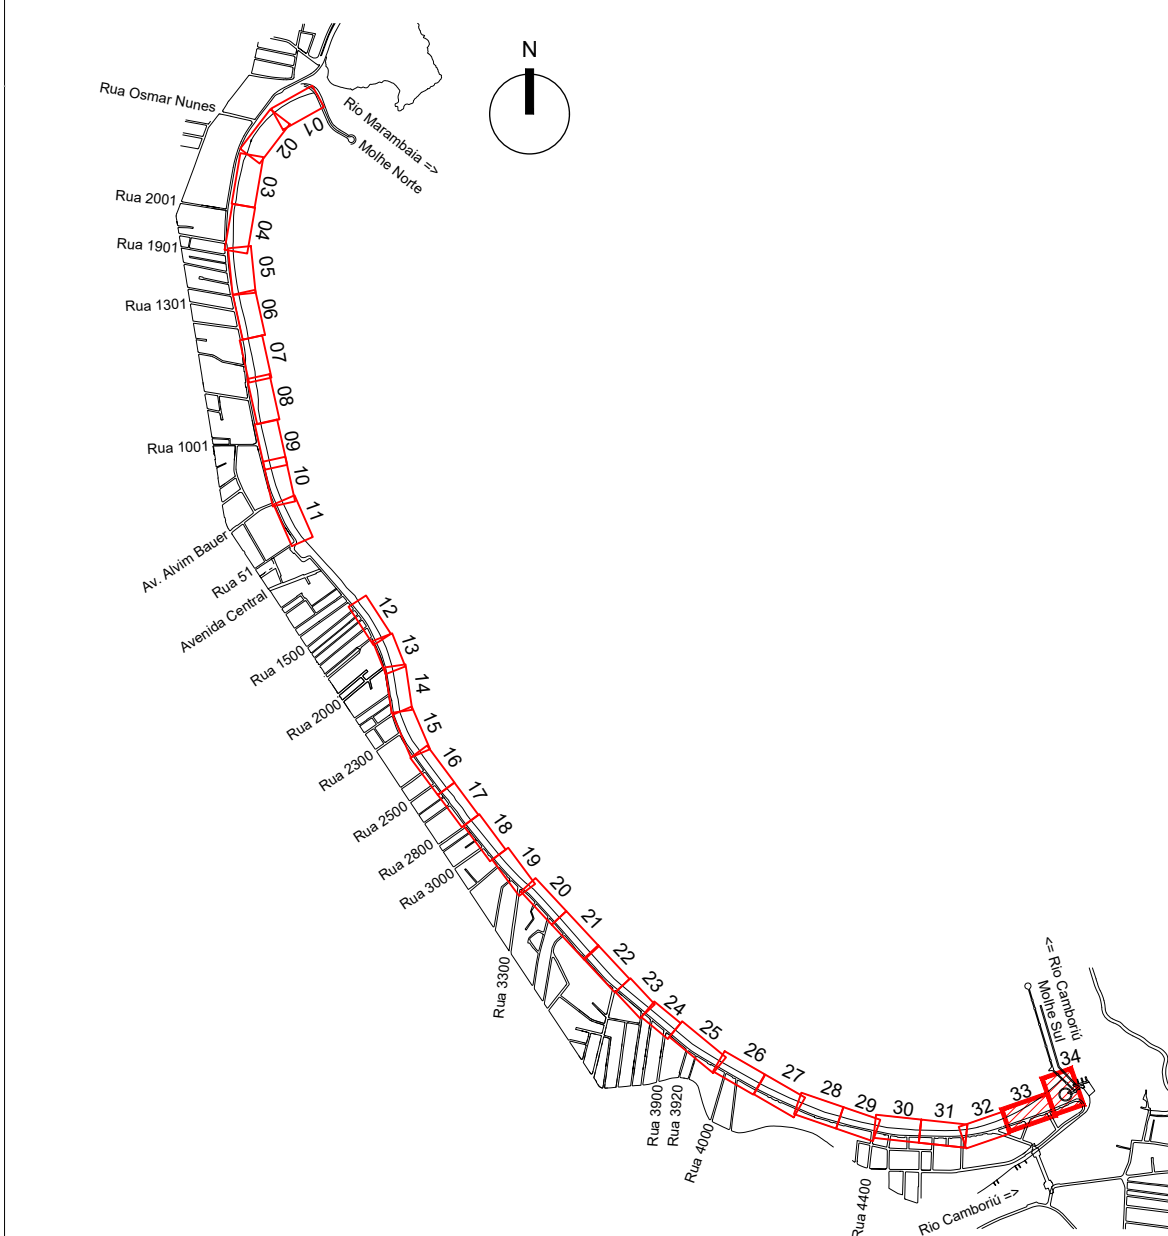 N
Rua Osmar Nunes
Rio Marambaia =>
Molhe Norte
01
02
03
04
05
06
07
08
09
10
11
Rua 2001
Rua 1901
Rua 1301
Rua 1001
Av. Alvim Bauer
Rua 51
Avenida Central
Rua 1500
Rua 2000
Rua 2300
Rua 2500
Rua 2800
Rua 3000
Rua 3300
12
13
14
15
16
17
18
19
20
21
22
23
24
25
26
27
28
29
30
31
32
33
34
Rua 3900
Rua 3920
Rua 4000
Rua 4400
<= Rio Camboriú
Molhe Sul
Rio Camboriú =>